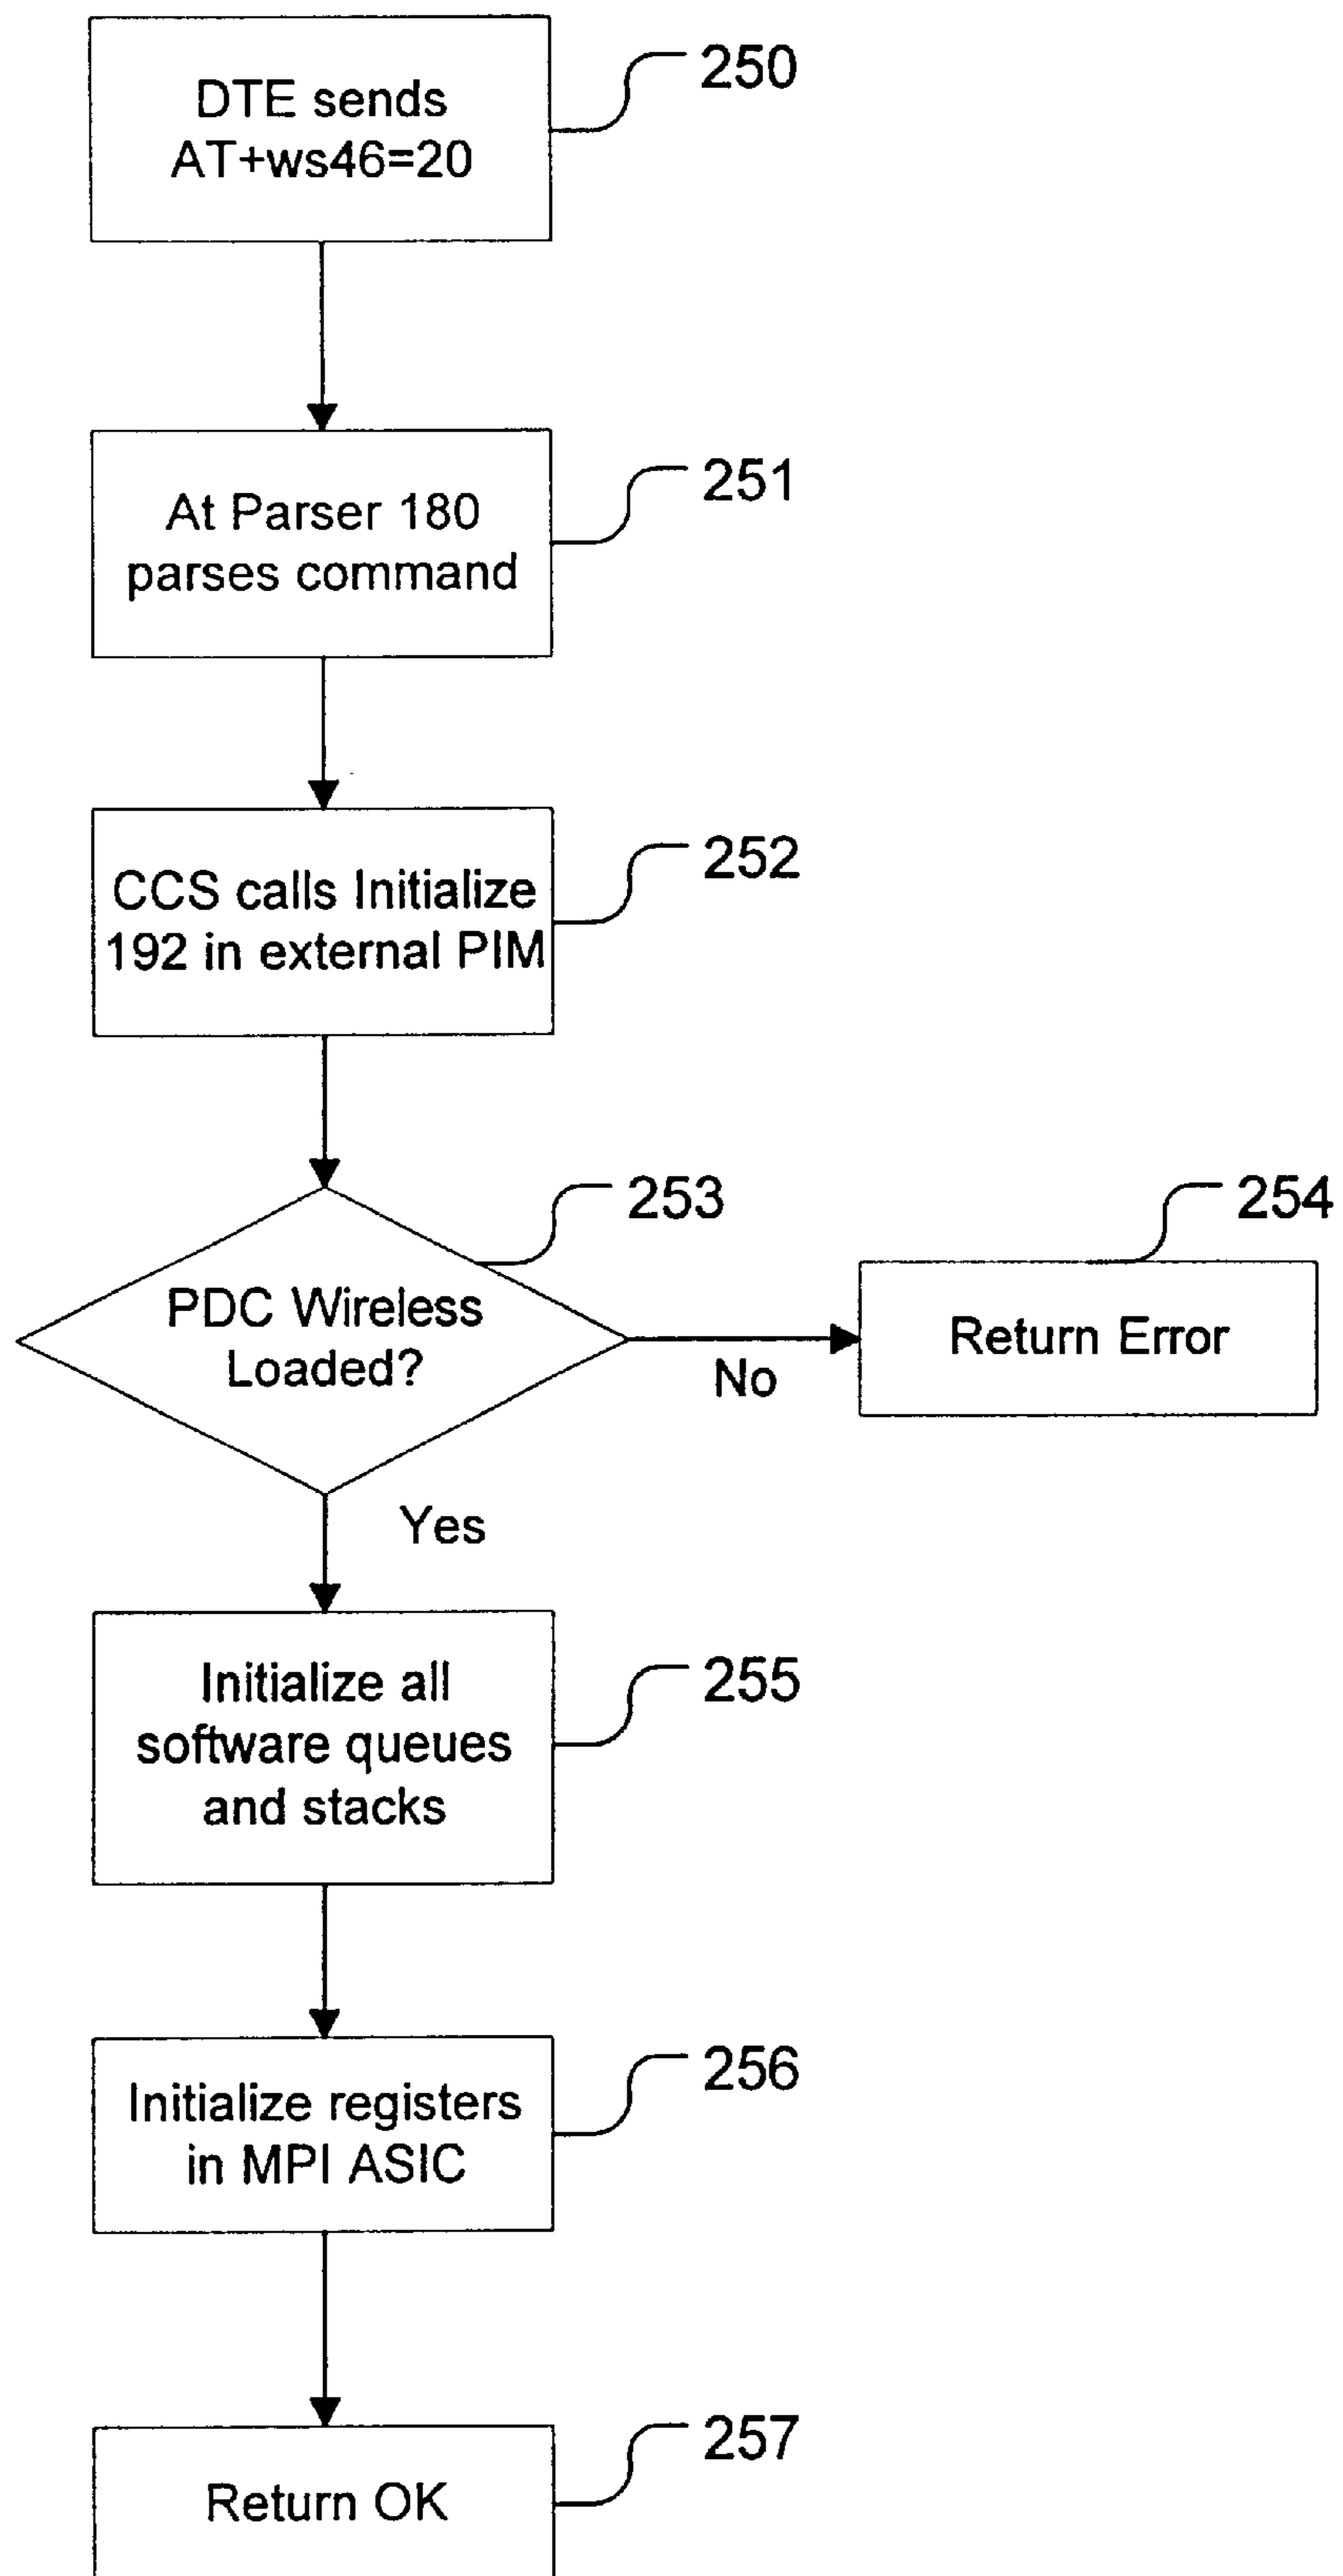 DTE sends
AT+ws46=20
250
At Parser 180
parses command
251
CCS calls Initialize
192 in external PIM
252
PDC Wireless
Loaded?
253
No
254
Return Error
Yes
Initialize all
software queues
and stacks
255
Initialize registers
in MPI ASIC
256
Return OK
257